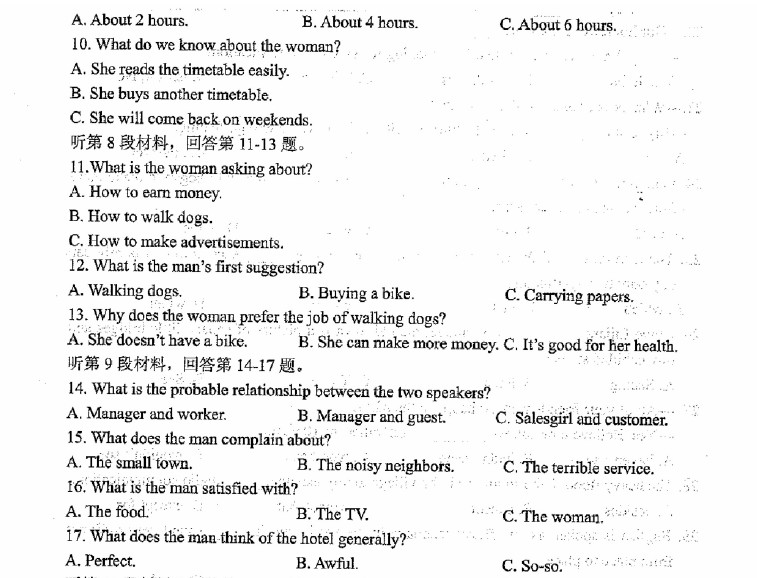 A. About 2 hours. B. About 4 hours. C. About 6 hours.
10. What do we know about the woman?
A. She reads the timetable easily.
B. She buys another timetable.
C. She will come back on weekends.
听第 8 段材料，回答第 11-13 题。
11.What is the woman asking about?
A. How to earn money.
B. How to walk dogs.
C. How to make advertisements.
12. What is the man's first suggestion?
A. Walking dogs. B. Buying a bike. C. Carrying papers.
13. Why does the woman prefer the job of walking dogs?
A. She doesn't have a bike. B. She can make more money. C. It's good for her health.
听第 9 段材料，回答第 14-17 题。
14. What is the probable relationship between the two speakers?
A. Manager and worker. B. Manager and guest. C. Salesgirl and customer.
15. What does the man complain about?
A. The small town. B. The noisy neighbors. C. The terrible service.
16. What is the man satisfied with?
A. The food. B. The TV. C. The woman.
17. What does the man think of the hotel generally?
A. Perfect. B. Awful. C. So-so.